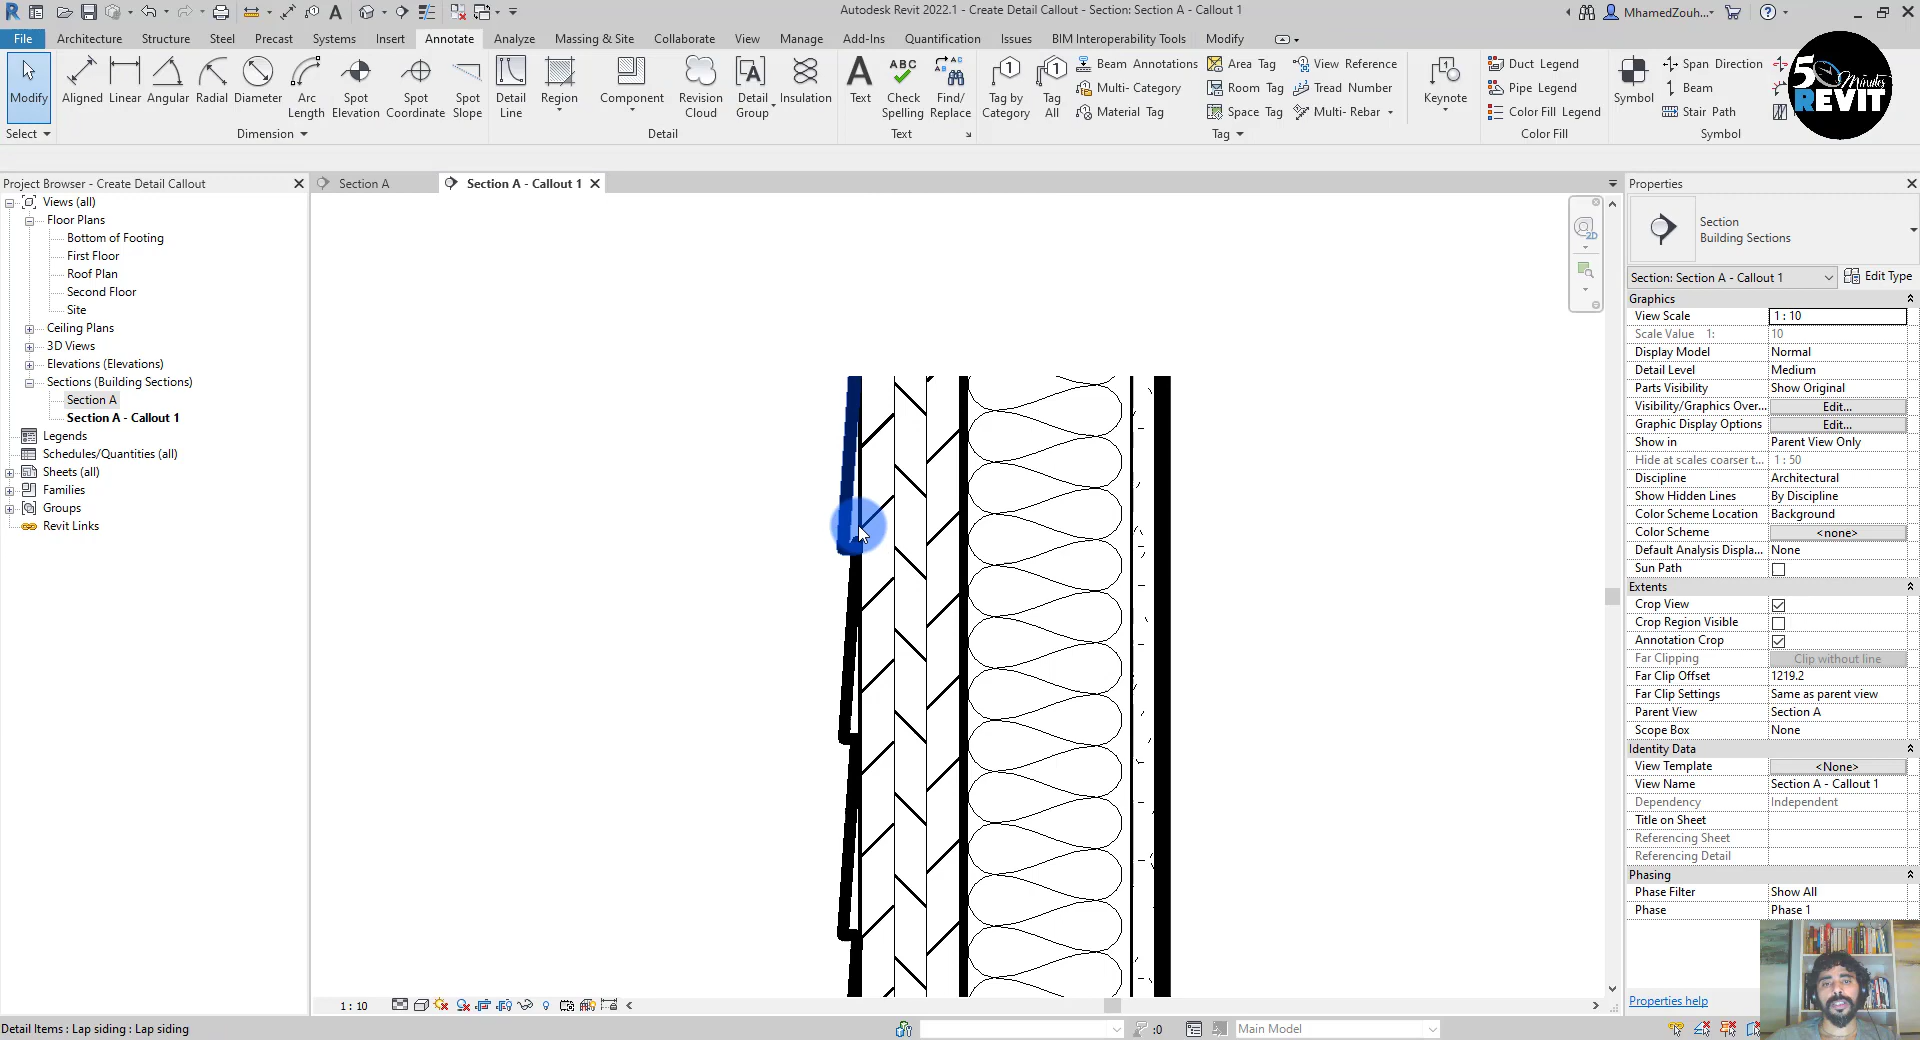 Autodesk Revit 2022.1 - Create Detail Callout - Section: Section A - Callout 1
MhamedZouh...
File Architecture Structure Steel Precast Systems Insert Annotate Analyze Massing & Site Collaborate View Manage Add-Ins Quantification Issues BIM Interoperability Tools Modify
Modify
Aligned Linear Angular Radial Diameter Arc Length Spot Elevation Spot Coordinate Spot Slope
Detail Line Region Component Revision Cloud Detail Group Insulation
Text Check Spelling Find/ Replace
Tag by Category Tag All
Beam Annotations
Multi- Category
Material Tag
Area Tag
Room Tag
Space Tag
View Reference
Tread Number
Multi- Rebar
Keynote
Duct Legend
Pipe Legend
Color Fill Legend
Symbol
Span Direction
Beam
Stair Path
5 Minutes
REVIT
Select Dimension Detail Text Tag Color Fill Symbol
Project Browser - Create Detail Callout
Views (all)
Floor Plans
Bottom of Footing
First Floor
Roof Plan
Second Floor
Site
Ceiling Plans
3D Views
Elevations (Elevations)
Sections (Building Sections)
Section A
Section A - Callout 1
Legends
Schedules/Quantities (all)
Sheets (all)
Families
Groups
Revit Links
Section A
Section A - Callout 1
2D
Properties
Section
Building Sections
Section: Section A - Callout 1
Edit Type
Graphics
View Scale 1 : 10
Scale Value 1: 10
Display Model Normal
Detail Level Medium
Parts Visibility Show Original
Visibility/Graphics Over... Edit...
Graphic Display Options Edit...
Show in Parent View Only
Hide at scales coarser t... 1 : 50
Discipline Architectural
Show Hidden Lines By Discipline
Color Scheme Location Background
Color Scheme <none>
Default Analysis Displa... None
Sun Path
Extents
Crop View
Crop Region Visible
Annotation Crop
Far Clipping Clip without line
Far Clip Offset 1219.2
Far Clip Settings Same as parent view
Parent View Section A
Scope Box None
Identity Data
View Template <None>
View Name Section A - Callout 1
Dependency Independent
Title on Sheet
Referencing Sheet
Referencing Detail
Phasing
Phase Filter Show All
Phase Phase 1
Properties help
1 : 10
Detail Items : Lap siding : Lap siding
:0
Main Model